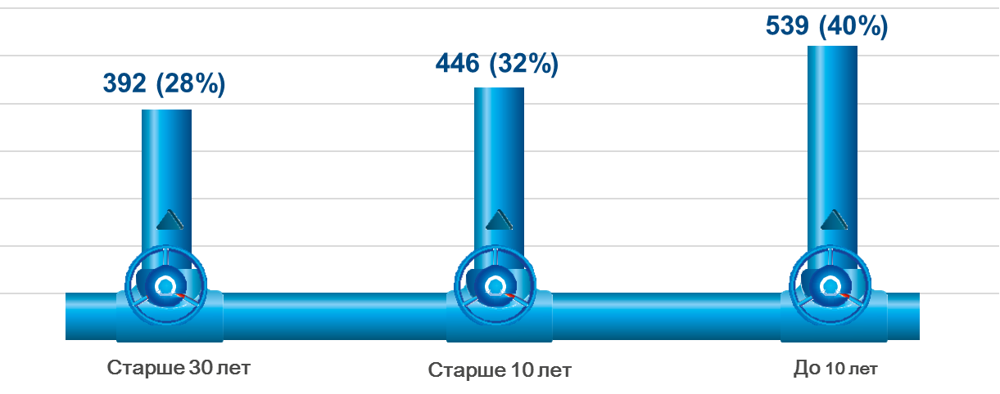 539 (40%)
446 (32%)
392 (28%)
Старше 30 лет
Старше 10 лет
До 10 лет